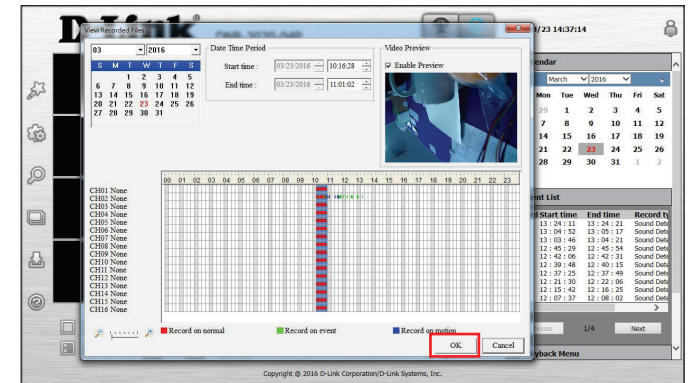 D-Link®
DNR-2020-04P
View Recorded Files
/23 14:37:14
03 2016
S M T W T F S
1 2 3 4 5
6 7 8 9 10 11 12
13 14 15 16 17 18 19
20 21 22 23 24 25 26
27 28 29 30 31
Date Time Period
Start time : 03/23/2016 10:16:28
End time : 03/23/2016 11:01:02
Video Preview
Enable Preview
endar
March 2016
Mon Tue Wed Thu Fri Sat
29 1 2 3 4 5
7 8 9 10 11 12
14 15 16 17 18 19
21 22 23 24 25 26
28 29 30 31 1 2
00 01 02 03 04 05 06 07 08 09 10 11 12 13 14 15 16 17 18 19 20 21 22 23
CH01 None
CH02 None
CH03 None
CH04 None
CH05 None
CH06 None
CH07 None
CH08 None
CH09 None
CH10 None
CH11 None
CH12 None
CH13 None
CH14 None
CH15 None
CH16 None
ent List
Start time End time Record ty
13 : 24 : 11 13 : 24 : 21 Sound Dete
13 : 04 : 52 13 : 05 : 17 Sound Dete
13 : 03 : 46 13 : 04 : 21 Sound Dete
12 : 45 : 29 12 : 45 : 54 Sound Dete
12 : 42 : 06 12 : 42 : 31 Sound Dete
12 : 39 : 48 12 : 40 : 15 Sound Dete
12 : 37 : 25 12 : 37 : 49 Sound Dete
12 : 21 : 30 12 : 22 : 06 Sound Dete
12 : 15 : 42 12 : 16 : 25 Sound Dete
12 : 07 : 37 12 : 08 : 02 Sound Dete
Record on normal Record on event Record on motion
OK Cancel
1/4 Next
yback Menu
Copyright @ 2016 D-Link Corporation/D-Link Systems, Inc.